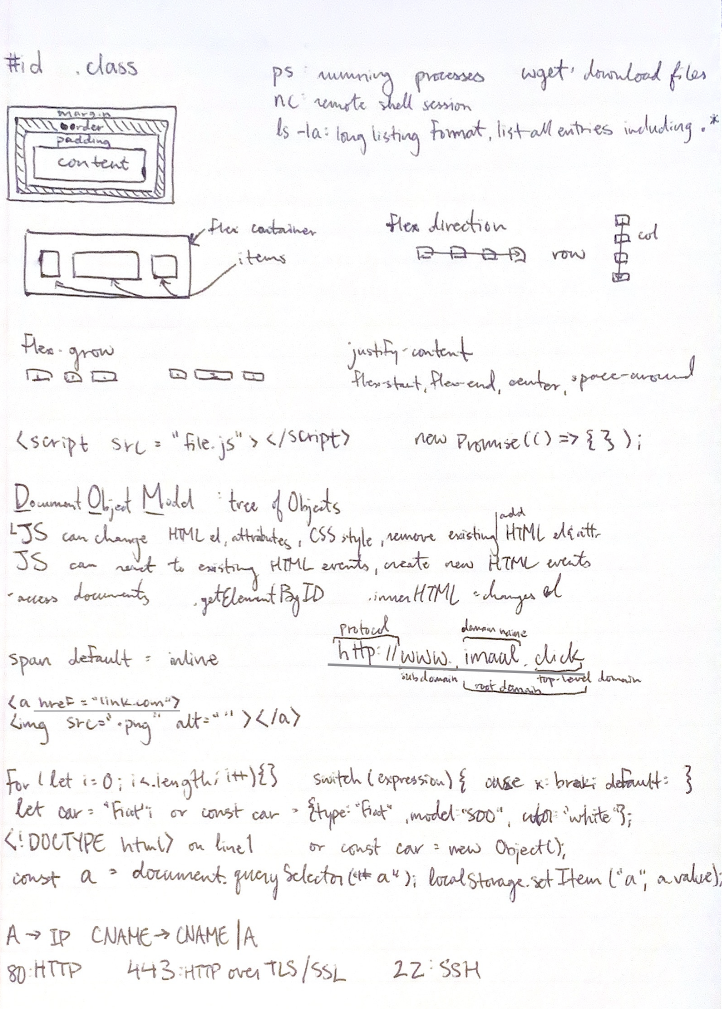 #id .class
ps: running processes wget: download files
nc: remote shell session
ls -la: long listing format, list all entries including .*
margin
border
padding
content
flex container
items
flex direction
row
col
flex-grow
justify-content
flex-start, flex-end, center, space-around
<script src = "file.js"></script> new Promise(() => { });
Document Object Model : tree of Objects
add
JS can change HTML el, attributes, CSS style, remove existing HTML el & attr
JS can react to existing HTML events, create new HTML events
-access documents .getElementByID .innerHTML = changes el
protocol domain name
span default = inline http://www.imaal.click
subdomain root domain top-level domain
<a href="link.com">
<img src=".png" alt=" "></a>
for (let i=0; i<.length; i++){} switch (expression) { case x: break; default: }
let car = "Fiat"; or const car = {type: "Fiat", model: "500", color: "white"};
<!DOCTYPE html> on line 1 or const car = new Object();
const a = document.querySelector("#a"); localStorage.setItem("a", a.value);
A → IP CNAME → CNAME | A
80:HTTP 443:HTTP over TLS/SSL 22:SSH